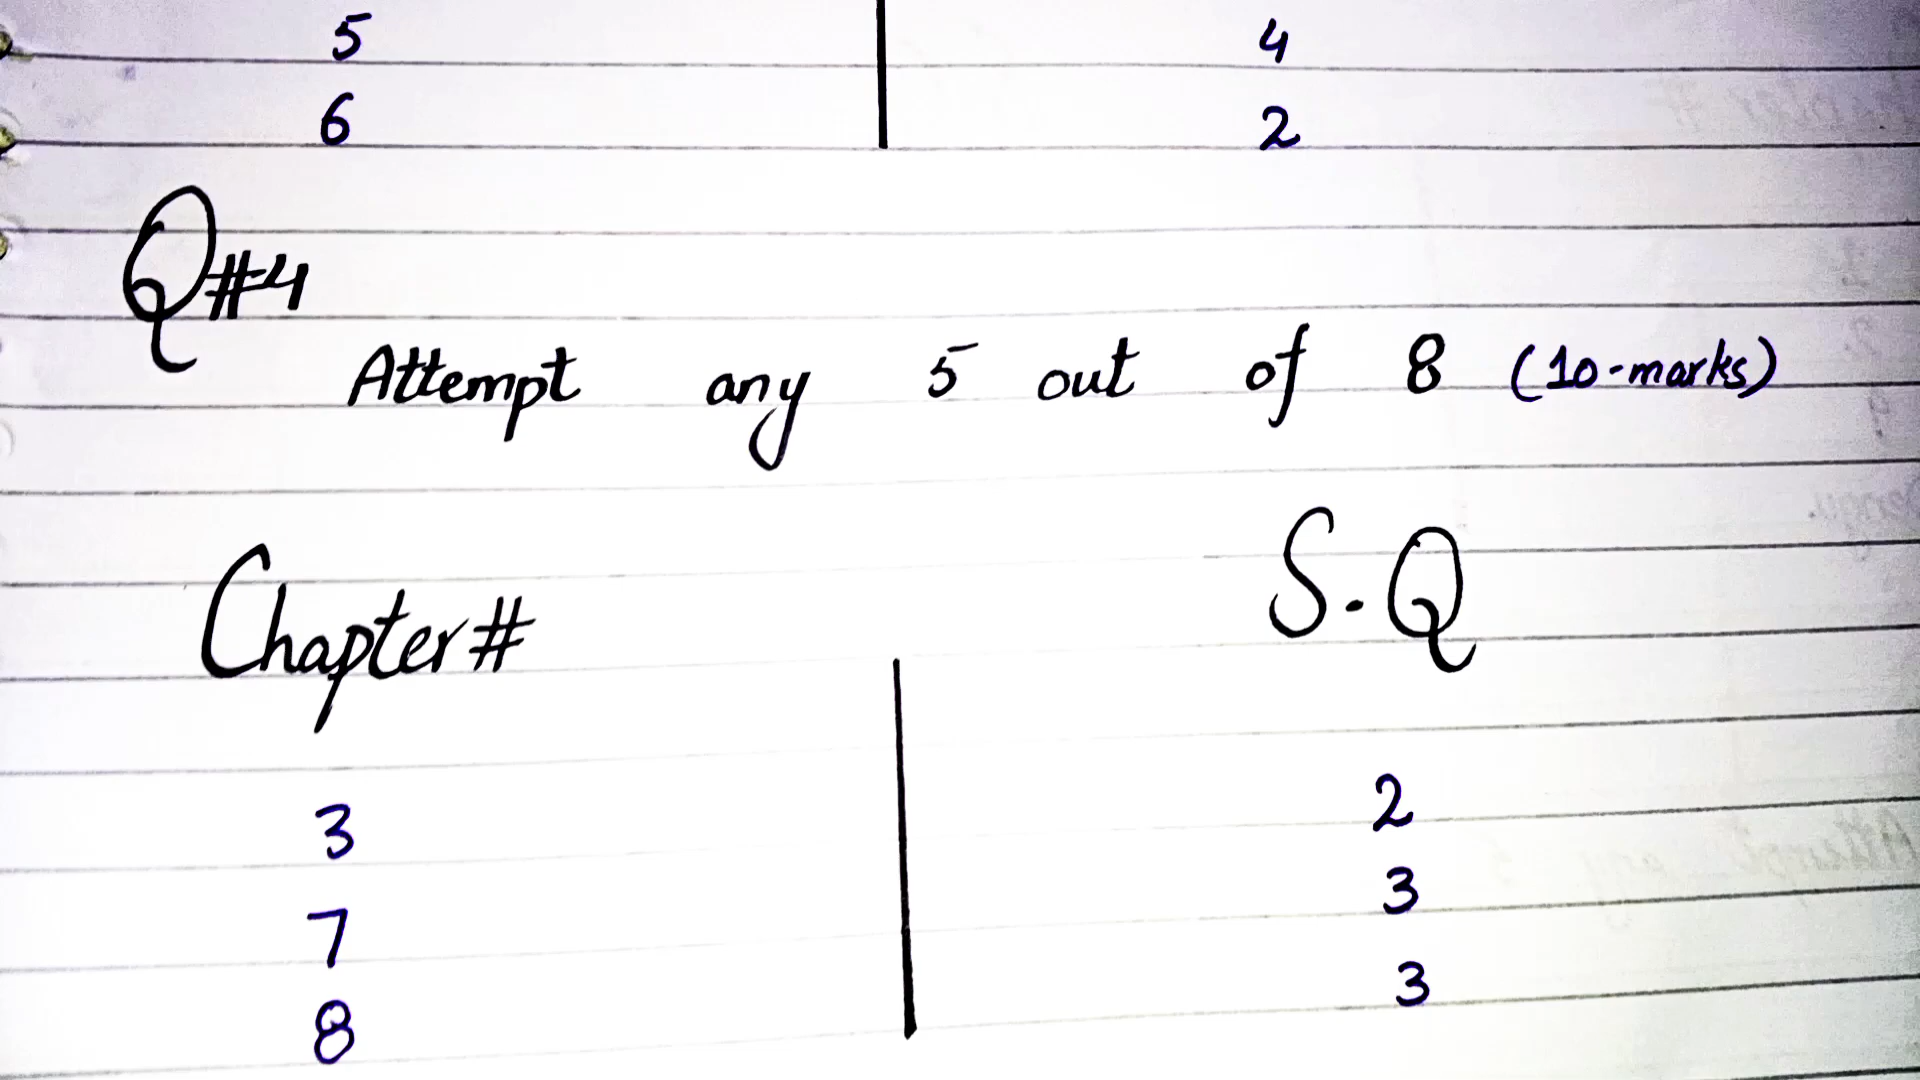 5 4
6 2
Q#4
Attempt any 5 out of 8 (10-marks)
Chapter# S.Q
3 2
7 3
8 3